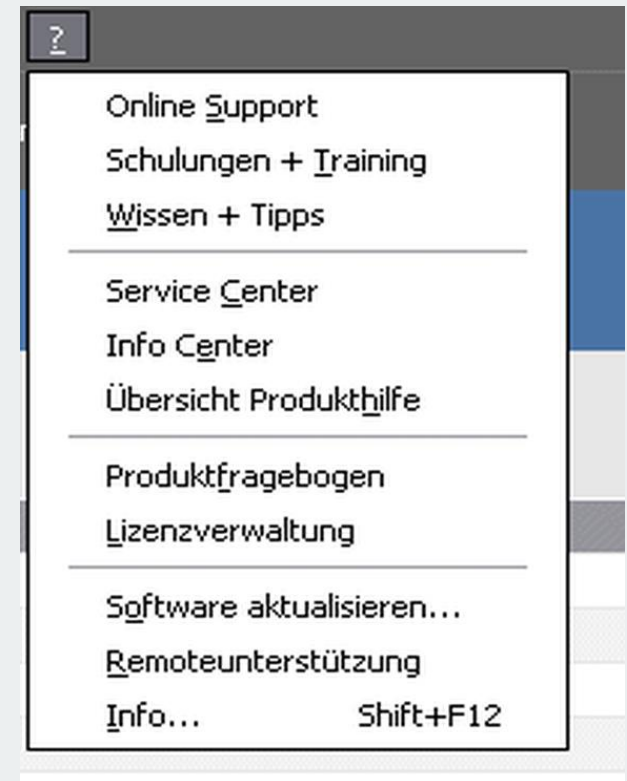 ?
Online Support
Schulungen + Training
Wissen + Tipps
Service Center
Info Center
Übersicht Produkthilfe
Produktfragebogen
Lizenzverwaltung
Software aktualisieren...
Remoteunterstützung
Info... Shift+F12